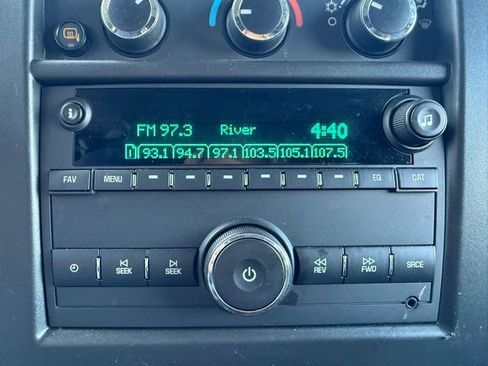 i
FM 97.3 River 4:40
1 93.1 94.7 97.1 103.5 105.1 107.5
FAV MENU EQ CAT
SEEK SEEK REV FWD SRCE